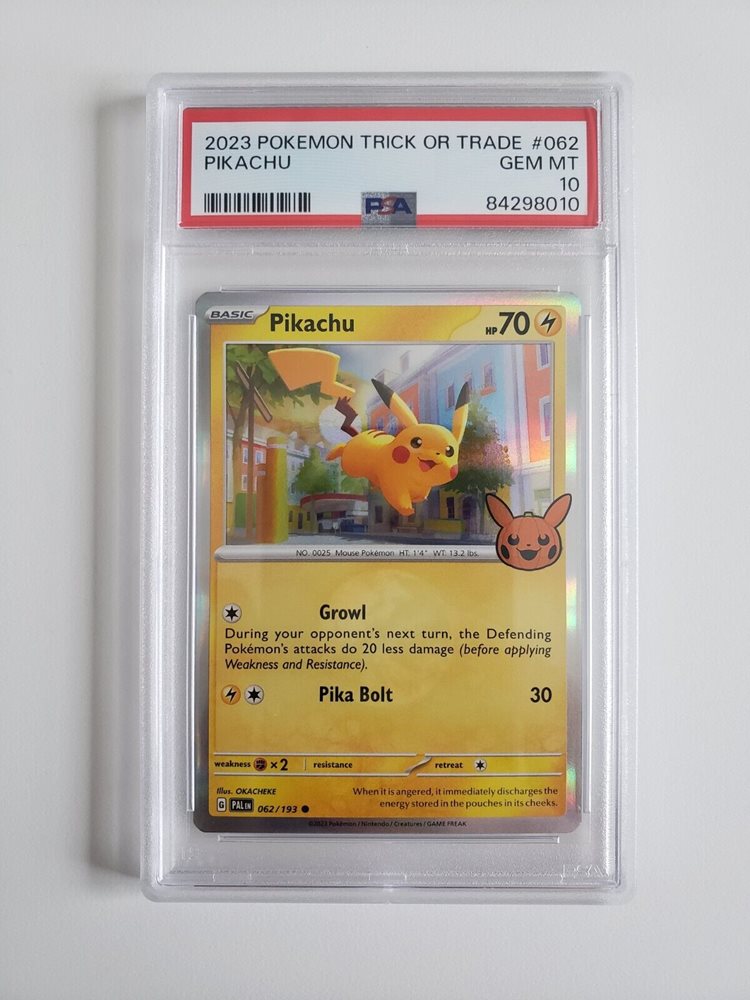 2023 POKEMON TRICK OR TRADE #062
PIKACHU GEM MT
10
PSA 84298010
BASIC Pikachu HP 70
NO. 0025 Mouse Pokémon HT: 1'4" WT: 13.2 lbs.
Growl
During your opponent's next turn, the Defending
Pokémon's attacks do 20 less damage (before applying
Weakness and Resistance).
Pika Bolt 30
weakness ×2 resistance retreat
Illus. OKACHEKE
When it is angered, it immediately discharges the
energy stored in the pouches in its cheeks.
G PAL EN 062/193
©2023 Pokémon / Nintendo / Creatures / GAME FREAK
PSA